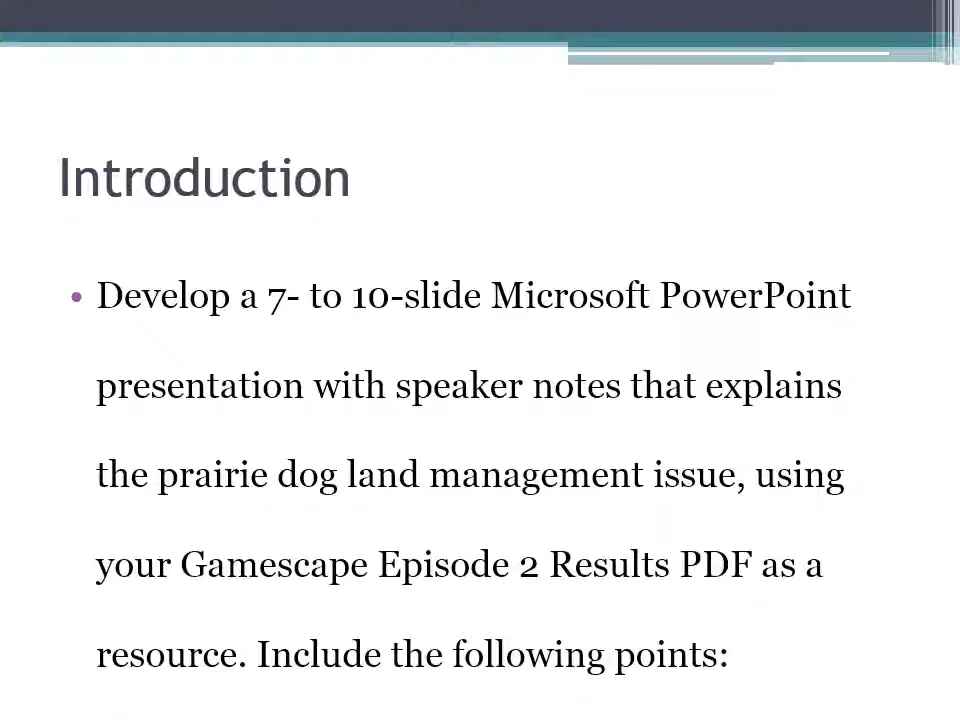 Introduction
• Develop a 7- to 10-slide Microsoft PowerPoint
presentation with speaker notes that explains
the prairie dog land management issue, using
your Gamescape Episode 2 Results PDF as a
resource. Include the following points: